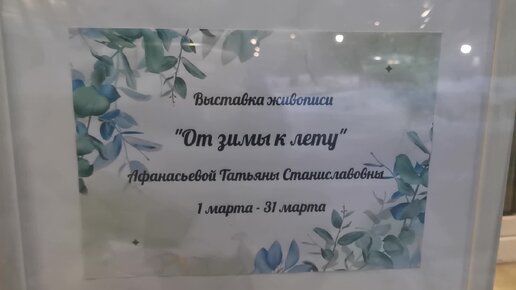 Выставка живописи
"От зимы к лету"
Афанасьевой Татьяны Станиславовны
1 марта - 31 марта